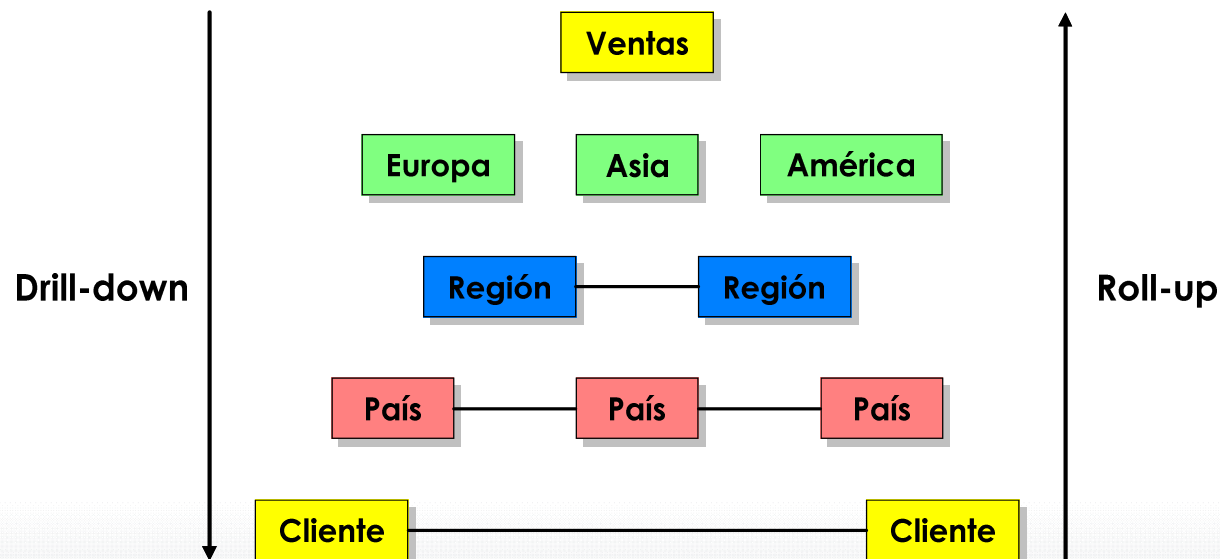 Ventas
Europa Asia América
Drill-down Región Región Roll-up
País País País
Cliente Cliente